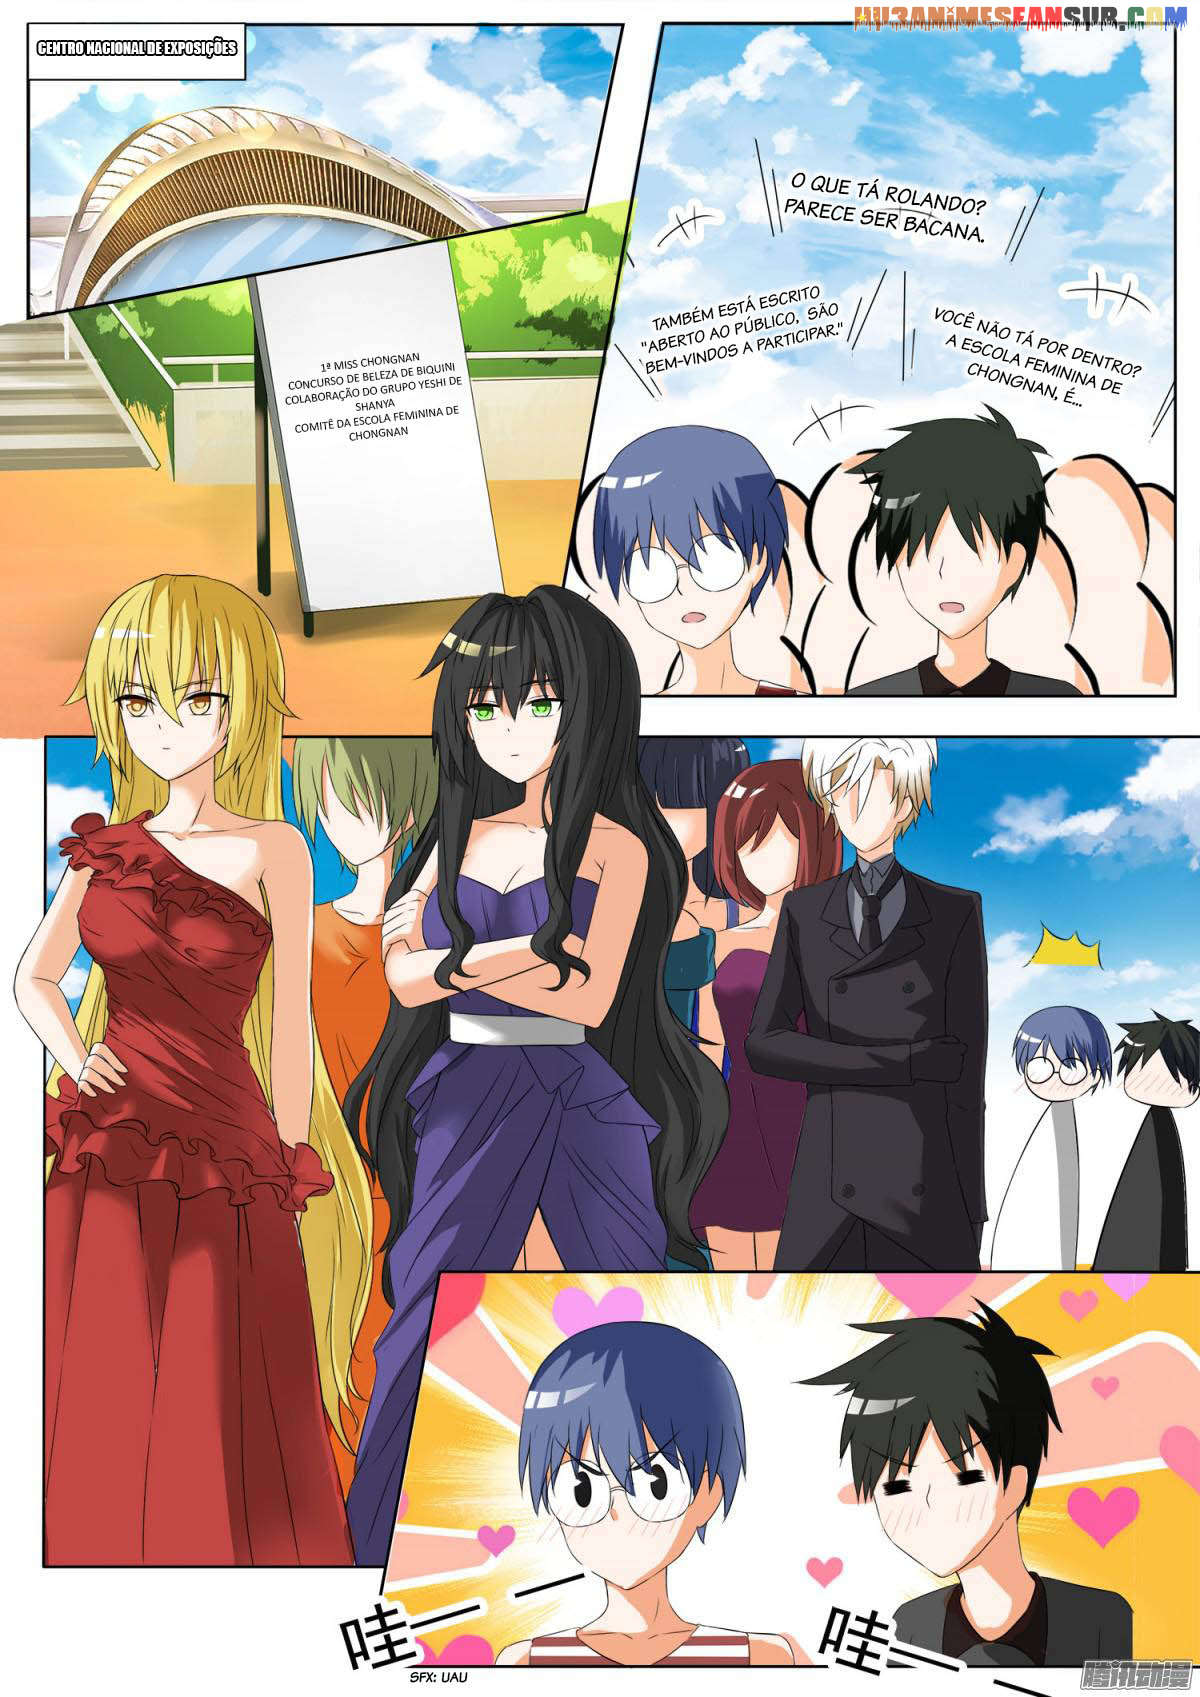 HU3ANIMESFANSUB.COM
CENTRO NACIONAL DE EXPOSIÇÕES
O QUE TÁ ROLANDO?
PARECE SER BACANA.
TAMBÉM ESTÁ ESCRITO
"ABERTO AO PÚBLICO, SÃO
BEM-VINDOS A PARTICIPAR."
VOCÊ NÃO TÁ POR DENTRO?
A ESCOLA FEMININA DE
CHONGNAN, É...
1ª MISS CHONGNAN
CONCURSO DE BELEZA DE BIQUINI
COLABORAÇÃO DO GRUPO YESHI DE
SHANYA
COMITÊ DA ESCOLA FEMININA DE
CHONGNAN
哇——
哇——
SFX: UAU
腾讯动漫